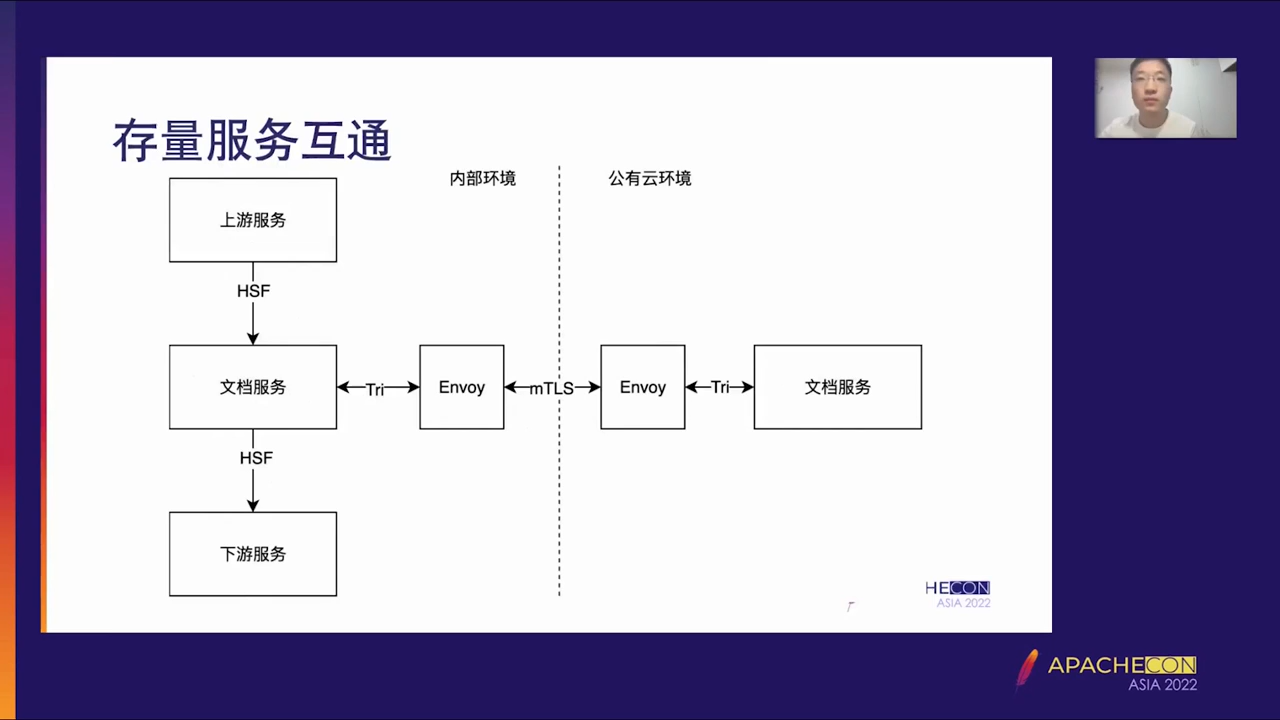 存量服务互通
内部环境
公有云环境
上游服务
HSF
文档服务
Tri
Envoy
mTLS
Envoy
Tri
文档服务
HSF
下游服务
HECON
ASIA 2022
APACHECON
ASIA 2022